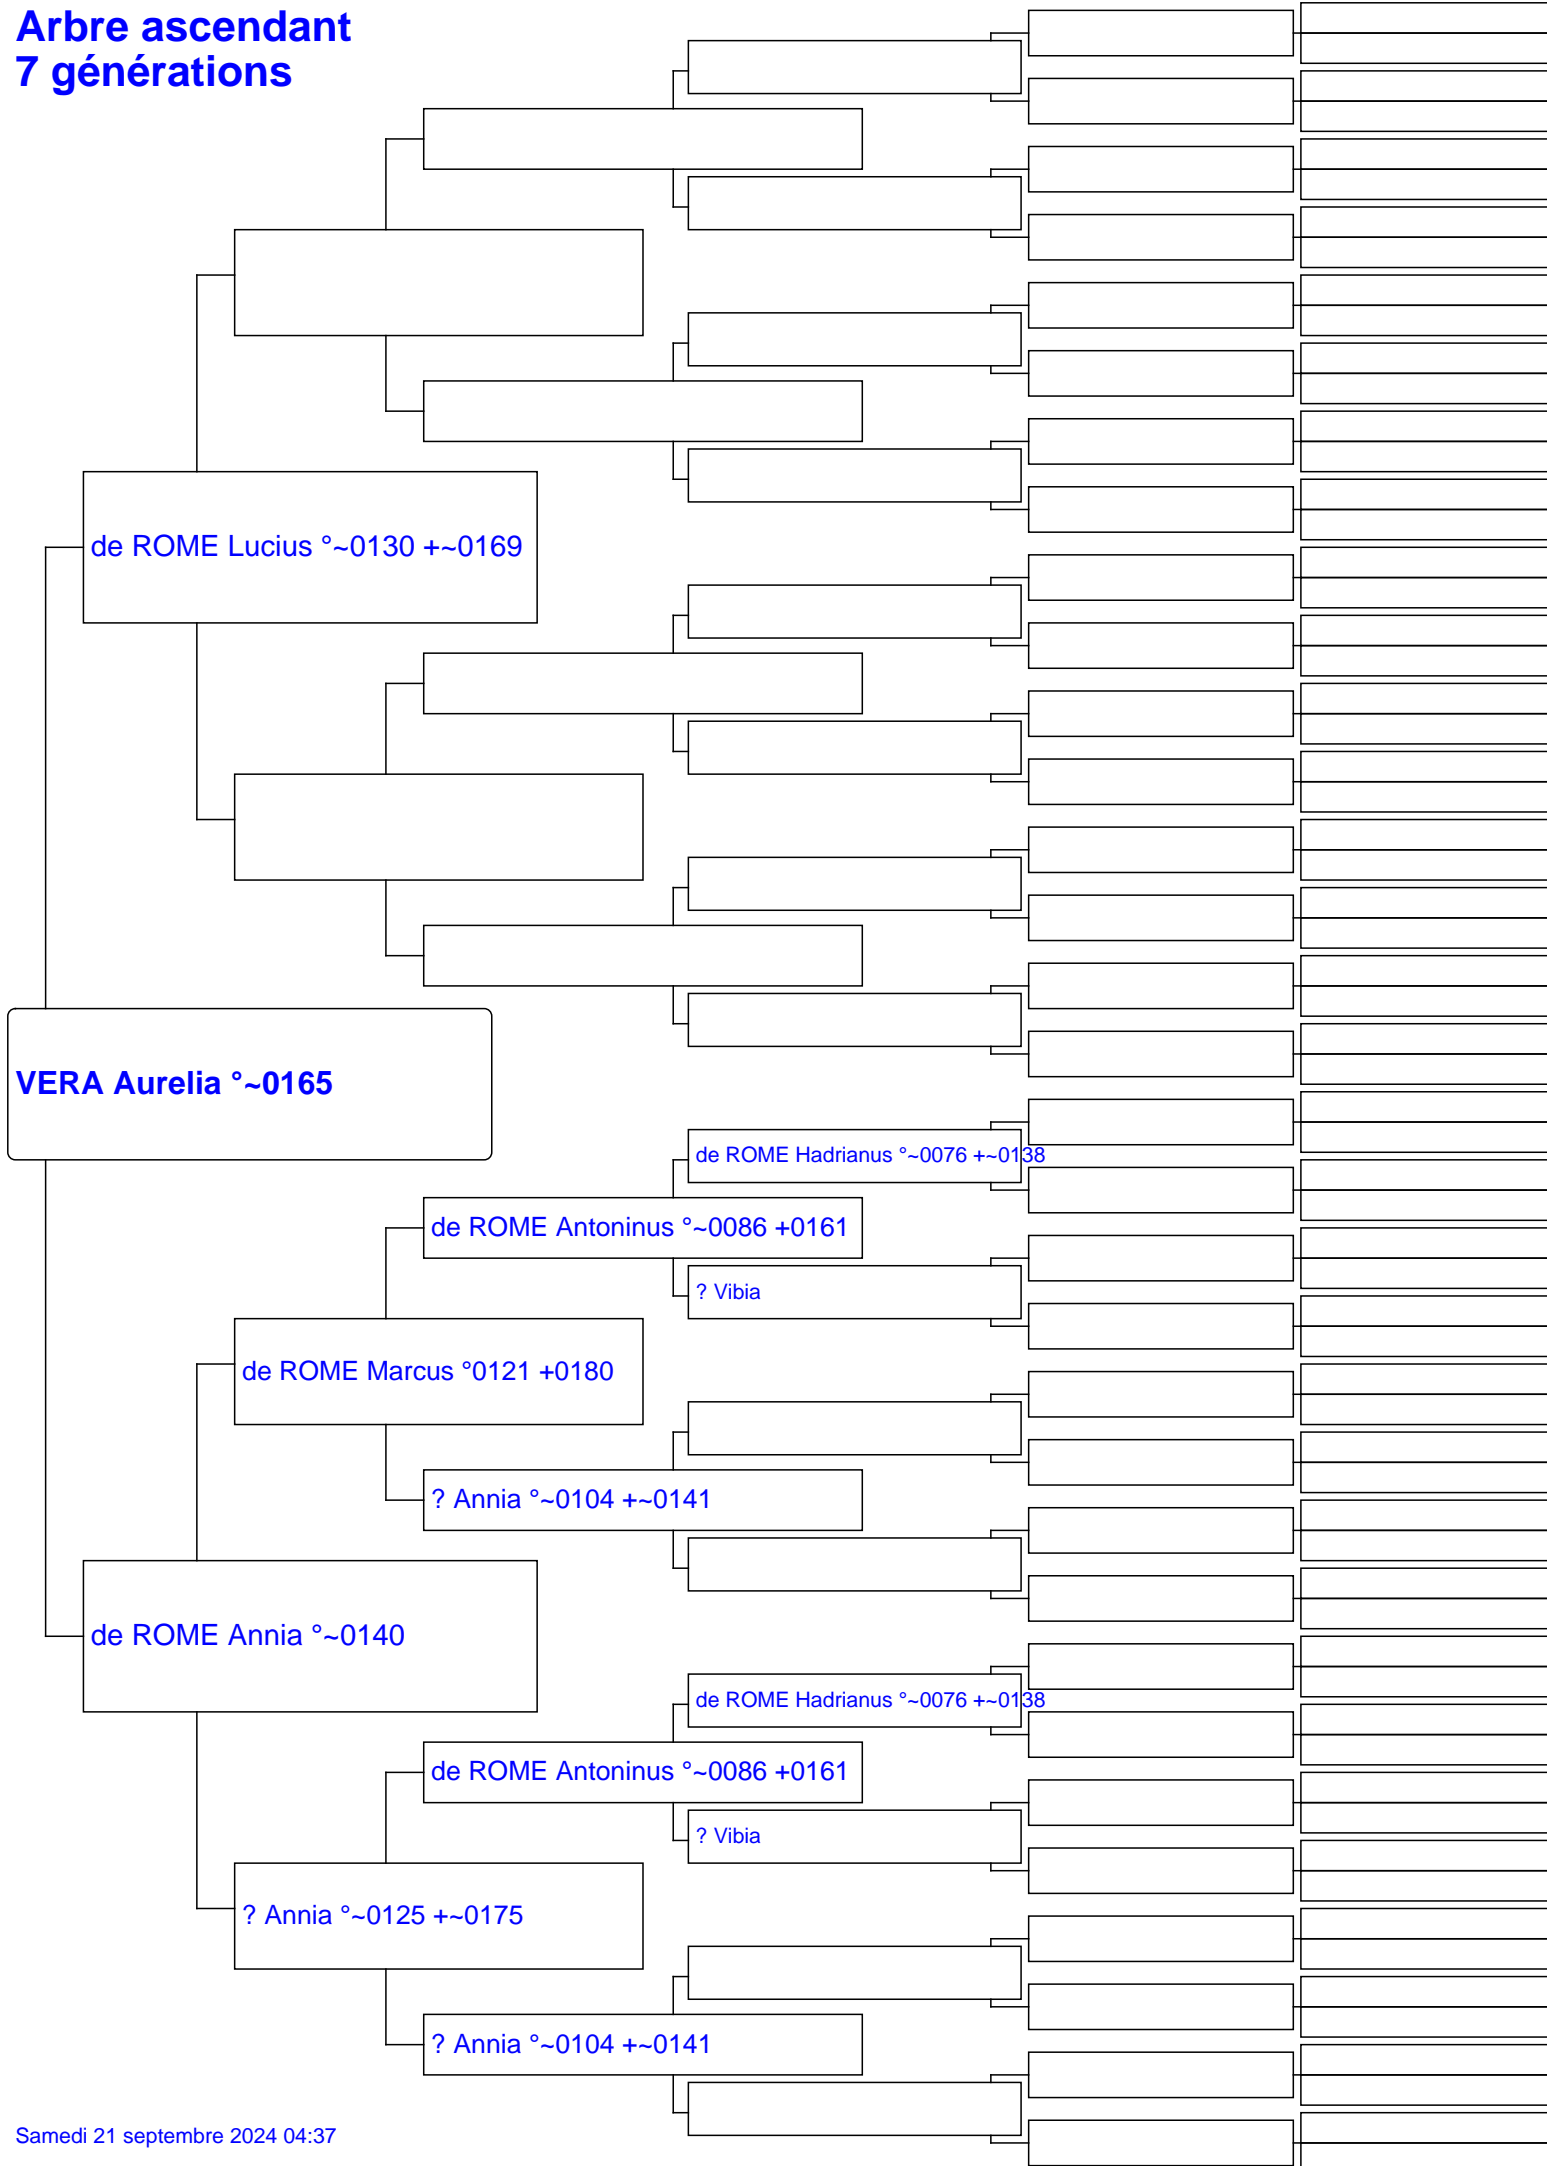 Arbre ascendant
7 générations
de ROME Lucius °~0130 +~0169
VERA Aurelia °~0165
de ROME Hadrianus °~0076 +~0138
de ROME Antoninus °~0086 +0161
? Vibia
de ROME Marcus °0121 +0180
? Annia °~0104 +~0141
de ROME Annia °~0140
de ROME Hadrianus °~0076 +~0138
de ROME Antoninus °~0086 +0161
? Vibia
? Annia °~0125 +~0175
? Annia °~0104 +~0141
Samedi 21 septembre 2024 04:37